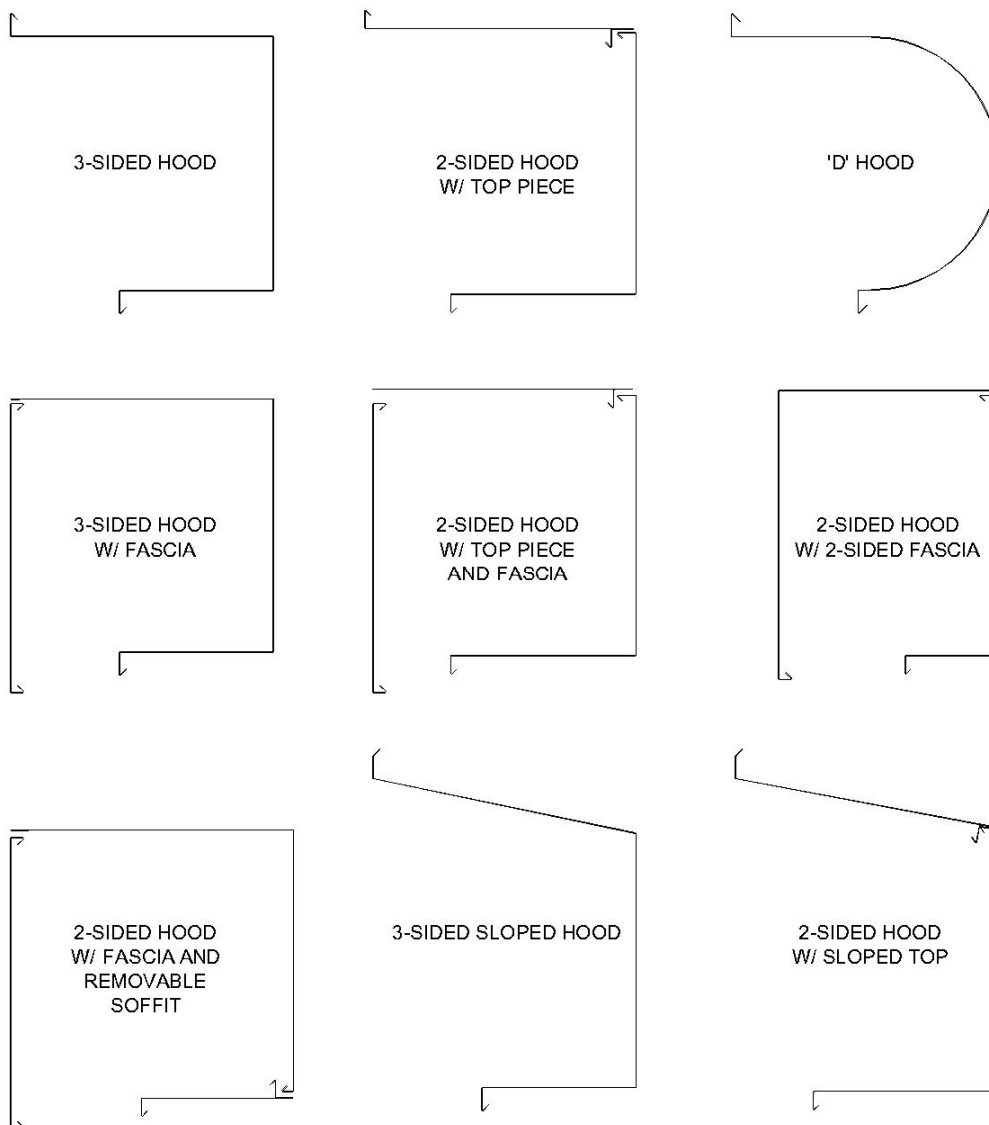 3-SIDED HOOD
2-SIDED HOOD
W/ TOP PIECE
'D' HOOD
3-SIDED HOOD
W/ FASCIA
2-SIDED HOOD
W/ TOP PIECE
AND FASCIA
2-SIDED HOOD
W/ 2-SIDED FASCIA
2-SIDED HOOD
W/ FASCIA AND
REMOVABLE
SOFFIT
3-SIDED SLOPED HOOD
2-SIDED HOOD
W/ SLOPED TOP